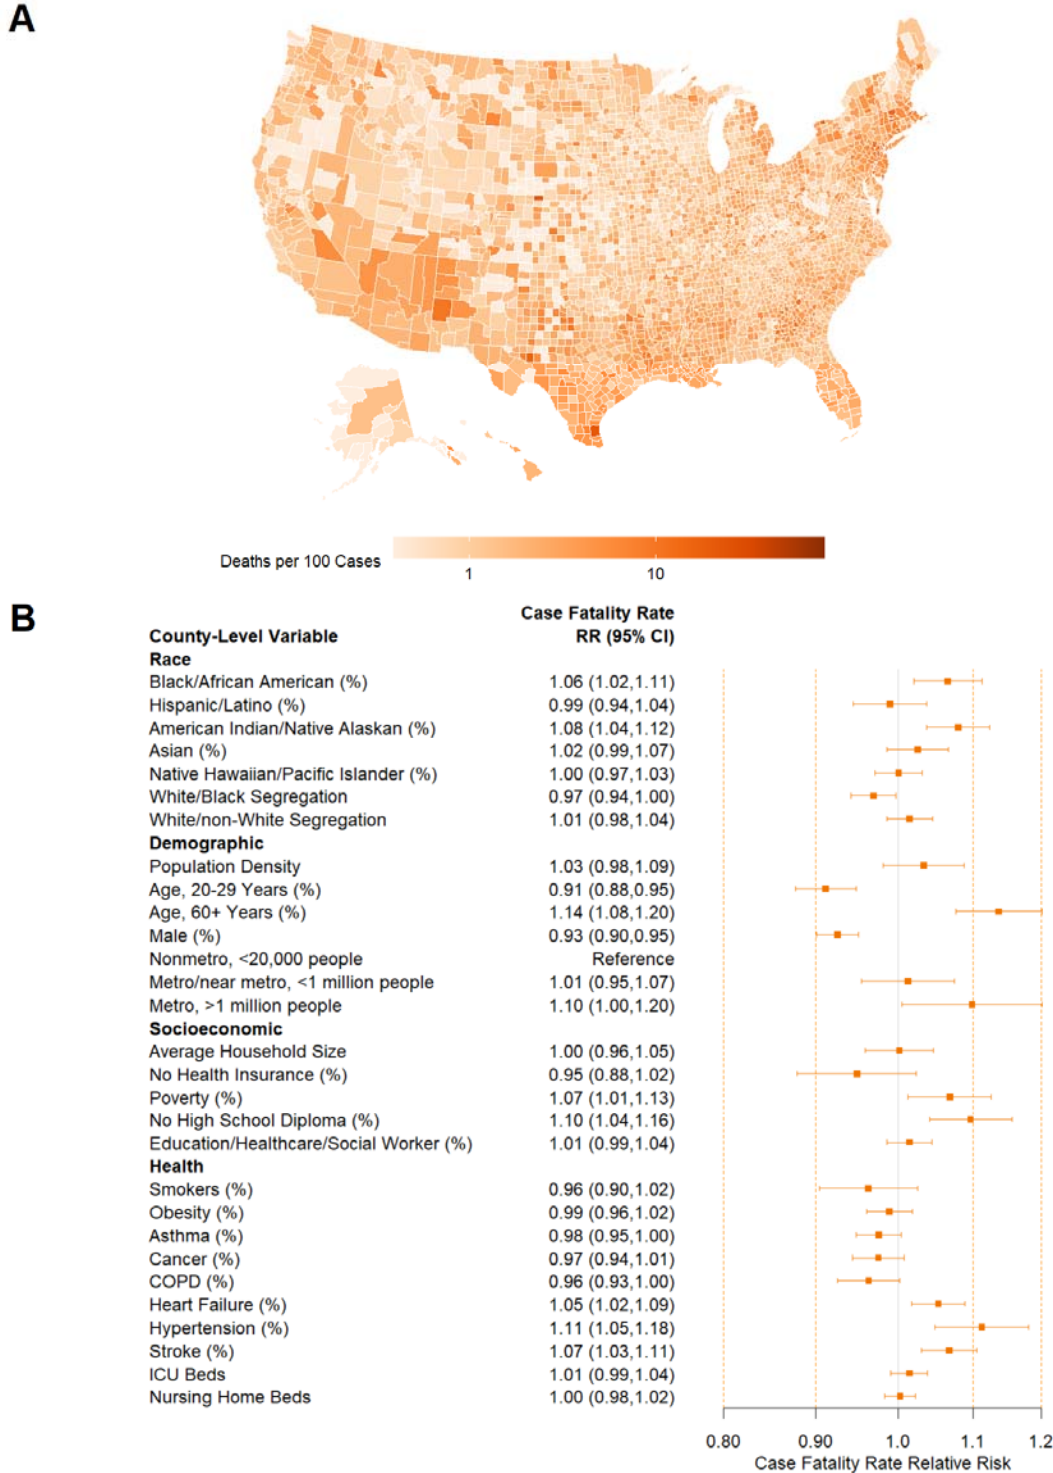 A
Deaths per 100 Cases
1 10
B
Case Fatality Rate
County-Level Variable RR (95% CI)
Race
Black/African American (%) 1.06 (1.02,1.11)
Hispanic/Latino (%) 0.99 (0.94,1.04)
American Indian/Native Alaskan (%) 1.08 (1.04,1.12)
Asian (%) 1.02 (0.99,1.07)
Native Hawaiian/Pacific Islander (%) 1.00 (0.97,1.03)
White/Black Segregation 0.97 (0.94,1.00)
White/non-White Segregation 1.01 (0.98,1.04)
Demographic
Population Density 1.03 (0.98,1.09)
Age, 20-29 Years (%) 0.91 (0.88,0.95)
Age, 60+ Years (%) 1.14 (1.08,1.20)
Male (%) 0.93 (0.90,0.95)
Nonmetro, <20,000 people Reference
Metro/near metro, <1 million people 1.01 (0.95,1.07)
Metro, >1 million people 1.10 (1.00,1.20)
Socioeconomic
Average Household Size 1.00 (0.96,1.05)
No Health Insurance (%) 0.95 (0.88,1.02)
Poverty (%) 1.07 (1.01,1.13)
No High School Diploma (%) 1.10 (1.04,1.16)
Education/Healthcare/Social Worker (%) 1.01 (0.99,1.04)
Health
Smokers (%) 0.96 (0.90,1.02)
Obesity (%) 0.99 (0.96,1.02)
Asthma (%) 0.98 (0.95,1.00)
Cancer (%) 0.97 (0.94,1.01)
COPD (%) 0.96 (0.93,1.00)
Heart Failure (%) 1.05 (1.02,1.09)
Hypertension (%) 1.11 (1.05,1.18)
Stroke (%) 1.07 (1.03,1.11)
ICU Beds 1.01 (0.99,1.04)
Nursing Home Beds 1.00 (0.98,1.02)
0.80 0.90 1.0 1.1 1.2
Case Fatality Rate Relative Risk